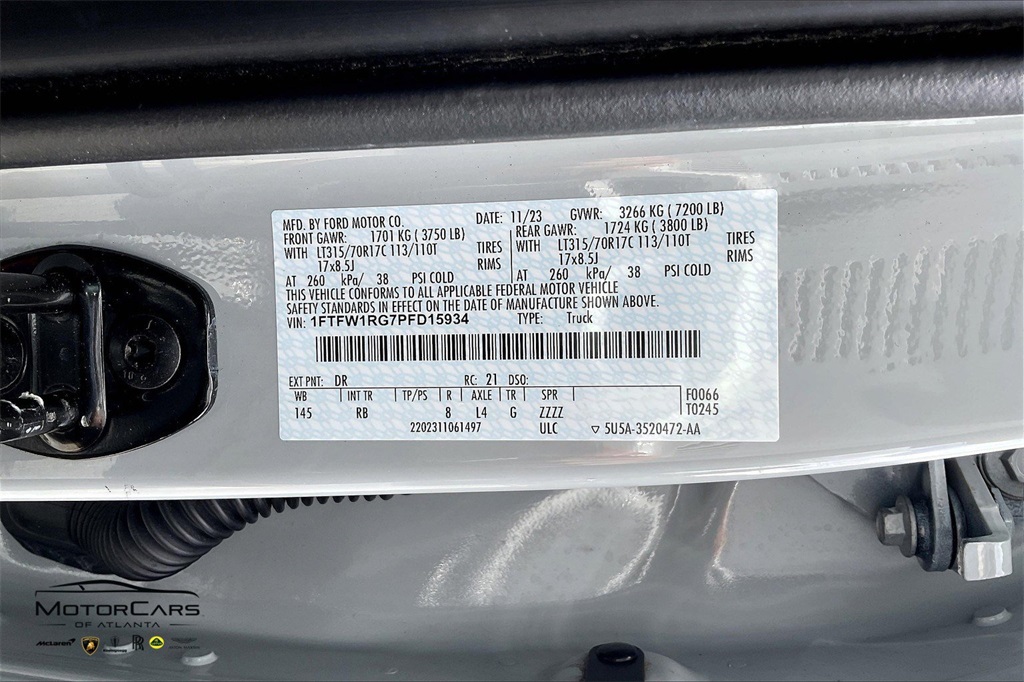 MFD. BY FORD MOTOR CO. DATE: 11/23 GVWR: 3266 KG ( 7200 LB)
FRONT GAWR: 1701 KG ( 3750 LB) REAR GAWR: 1724 KG ( 3800 LB)
WITH LT315/70R17C 113/110T TIRES WITH LT315/70R17C 113/110T TIRES
17x8.5J RIMS 17x8.5J RIMS
AT 260 kPa/ 38 PSI COLD AT 260 kPa/ 38 PSI COLD
THIS VEHICLE CONFORMS TO ALL APPLICABLE FEDERAL MOTOR VEHICLE
SAFETY STANDARDS IN EFFECT ON THE DATE OF MANUFACTURE SHOWN ABOVE.
VIN: 1FTFW1RG7PFD15934 TYPE: Truck
EXT PNT: DR RC: 21 DSO:
WB INT TR TP/PS R AXLE TR SPR F0066
145 RB 8 L4 G ZZZZ T0245
2202311061497 ULC ▽ 5U5A-3520472-AA
MOTORCARS
OF ATLANTA
McLaren